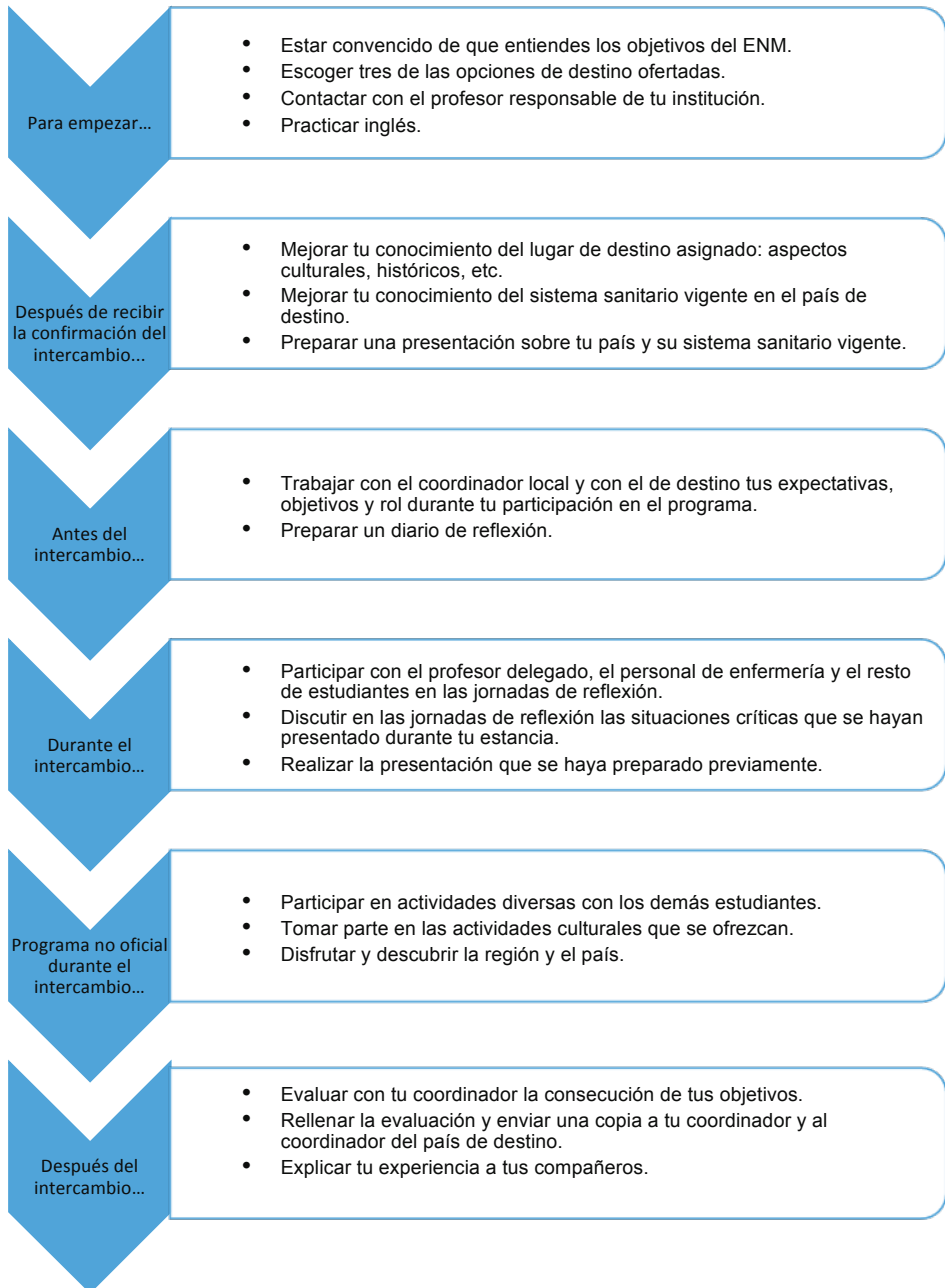 Para empezar…
• Estar convencido de que entiendes los objetivos del ENM.
• Escoger tres de las opciones de destino ofertadas.
• Contactar con el profesor responsable de tu institución.
• Practicar inglés.
Después de recibir
la confirmación del
intercambio...
• Mejorar tu conocimiento del lugar de destino asignado: aspectos
culturales, históricos, etc.
• Mejorar tu conocimiento del sistema sanitario vigente en el país de
destino.
• Preparar una presentación sobre tu país y su sistema sanitario vigente.
Antes del
intercambio…
• Trabajar con el coordinador local y con el de destino tus expectativas,
objetivos y rol durante tu participación en el programa.
• Preparar un diario de reflexión.
Durante el
intercambio…
• Participar con el profesor delegado, el personal de enfermería y el resto
de estudiantes en las jornadas de reflexión.
• Discutir en las jornadas de reflexión las situaciones críticas que se hayan
presentado durante tu estancia.
• Realizar la presentación que se haya preparado previamente.
Programa no oficial
durante el
intercambio…
• Participar en actividades diversas con los demás estudiantes.
• Tomar parte en las actividades culturales que se ofrezcan.
• Disfrutar y descubrir la región y el país.
Después del
intercambio…
• Evaluar con tu coordinador la consecución de tus objetivos.
• Rellenar la evaluación y enviar una copia a tu coordinador y al
coordinador del país de destino.
• Explicar tu experiencia a tus compañeros.